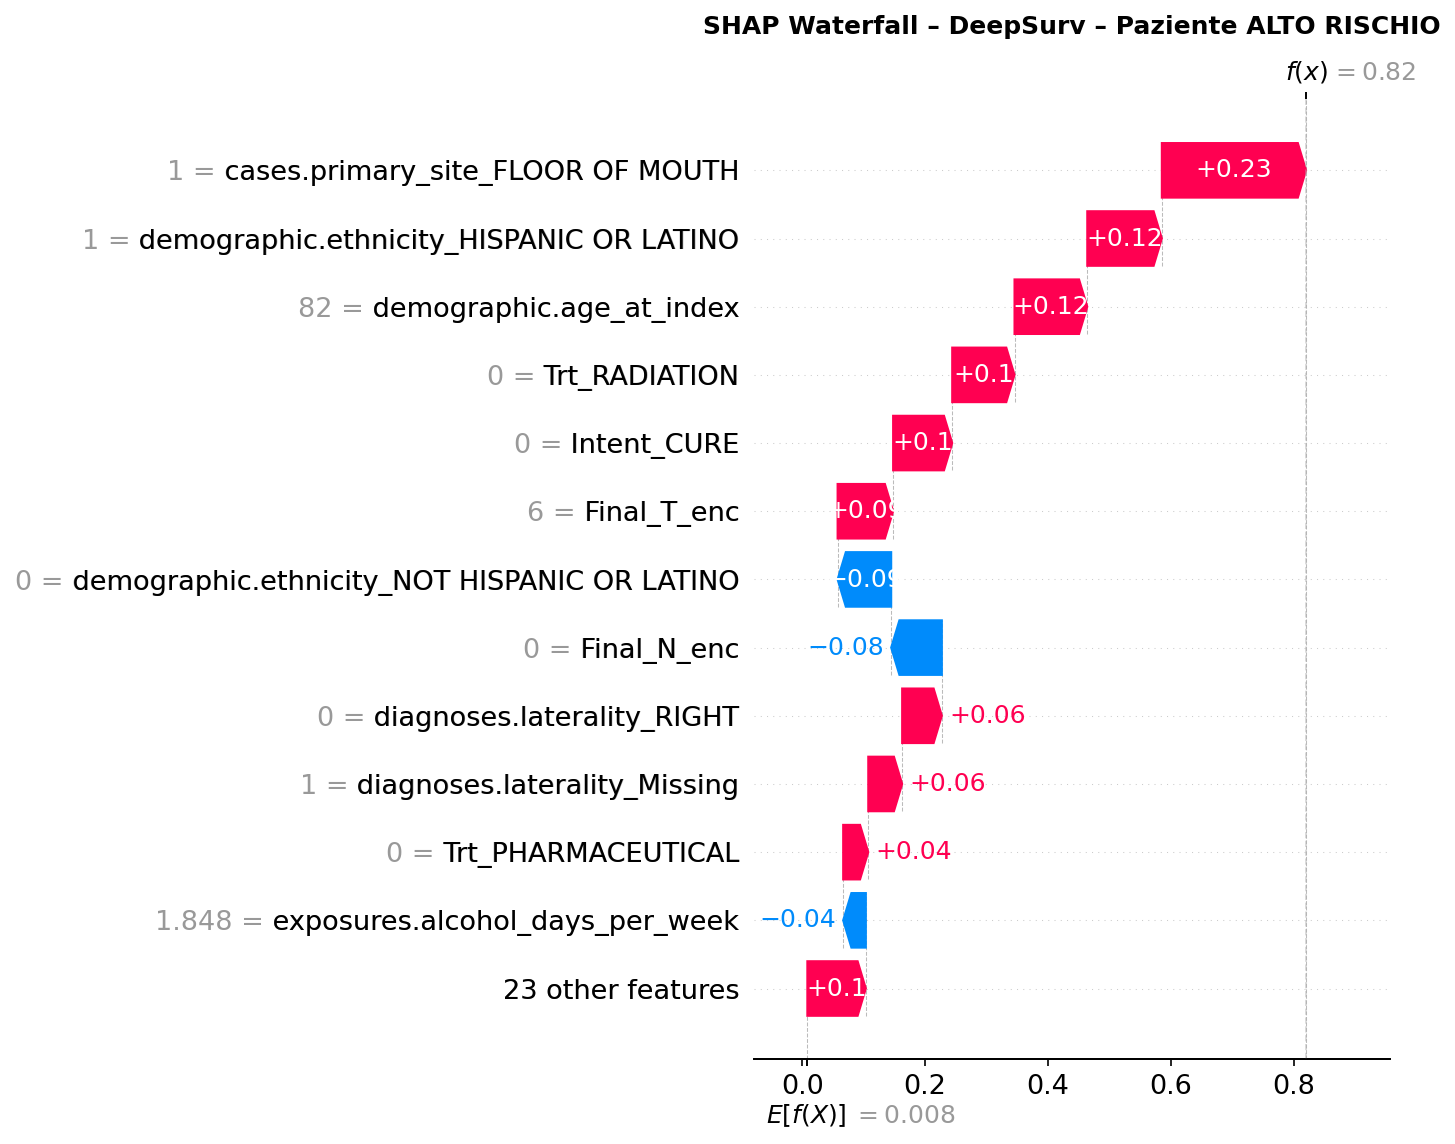 SHAP Waterfall – DeepSurv – Paziente ALTO RISCHIO
f(x) = 0.82
1 = cases.primary_site_FLOOR OF MOUTH +0.23
1 = demographic.ethnicity_HISPANIC OR LATINO +0.12
82 = demographic.age_at_index +0.12
0 = Trt_RADIATION +0.1
0 = Intent_CURE +0.1
6 = Final_T_enc +0.09
0 = demographic.ethnicity_NOT HISPANIC OR LATINO −0.09
0 = Final_N_enc −0.08
0 = diagnoses.laterality_RIGHT +0.06
1 = diagnoses.laterality_Missing +0.06
0 = Trt_PHARMACEUTICAL +0.04
1.848 = exposures.alcohol_days_per_week −0.04
23 other features +0.1
0.0 0.2 0.4 0.6 0.8
E[f(X)] = 0.008